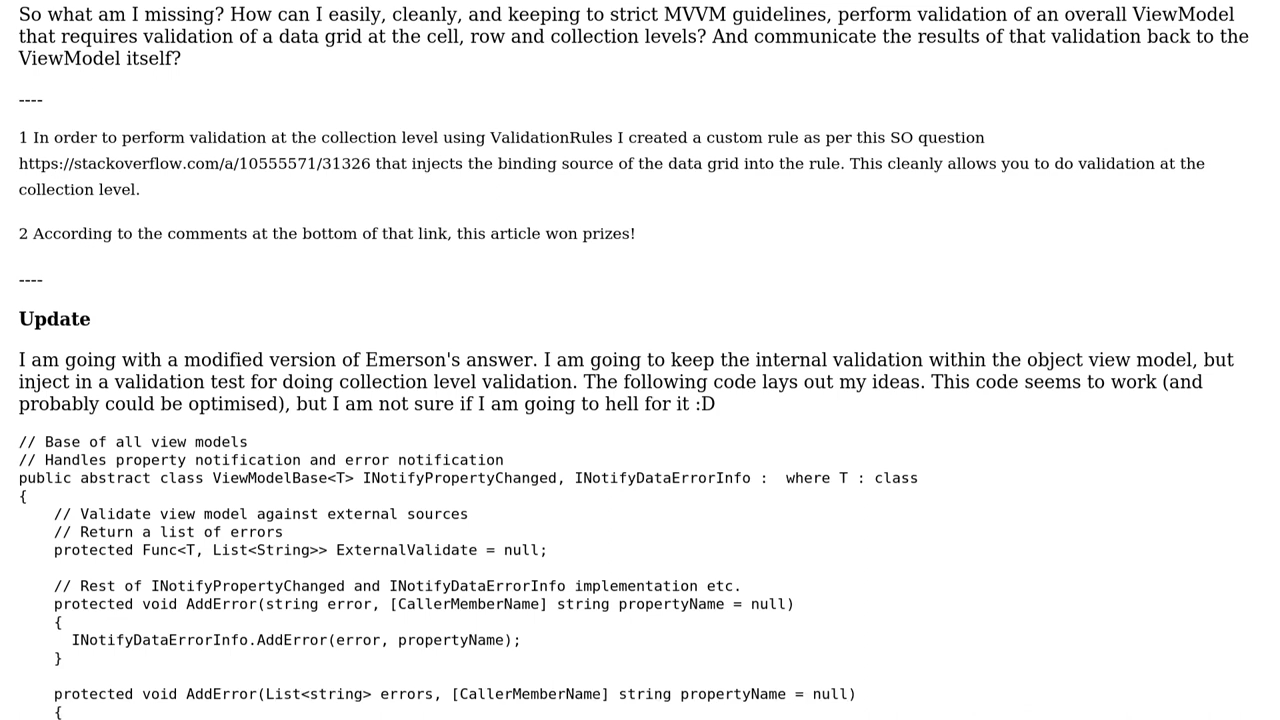 So what am I missing? How can I easily, cleanly, and keeping to strict MVVM guidelines, perform validation of an overall ViewModel
that requires validation of a data grid at the cell, row and collection levels? And communicate the results of that validation back to the
ViewModel itself?
----
1 In order to perform validation at the collection level using ValidationRules I created a custom rule as per this SO question
https://stackoverflow.com/a/10555571/31326 that injects the binding source of the data grid into the rule. This cleanly allows you to do validation at the
collection level.
2 According to the comments at the bottom of that link, this article won prizes!
----
Update
I am going with a modified version of Emerson's answer. I am going to keep the internal validation within the object view model, but
inject in a validation test for doing collection level validation. The following code lays out my ideas. This code seems to work (and
probably could be optimised), but I am not sure if I am going to hell for it :D
// Base of all view models
// Handles property notification and error notification
public abstract class ViewModelBase<T> INotifyPropertyChanged, INotifyDataErrorInfo :  where T : class
{
    // Validate view model against external sources
    // Return a list of errors
    protected Func<T, List<String>> ExternalValidate = null;
    // Rest of INotifyPropertyChanged and INotifyDataErrorInfo implementation etc.
    protected void AddError(string error, [CallerMemberName] string propertyName = null)
    {
      INotifyDataErrorInfo.AddError(error, propertyName);
    }
    protected void AddError(List<string> errors, [CallerMemberName] string propertyName = null)
    {